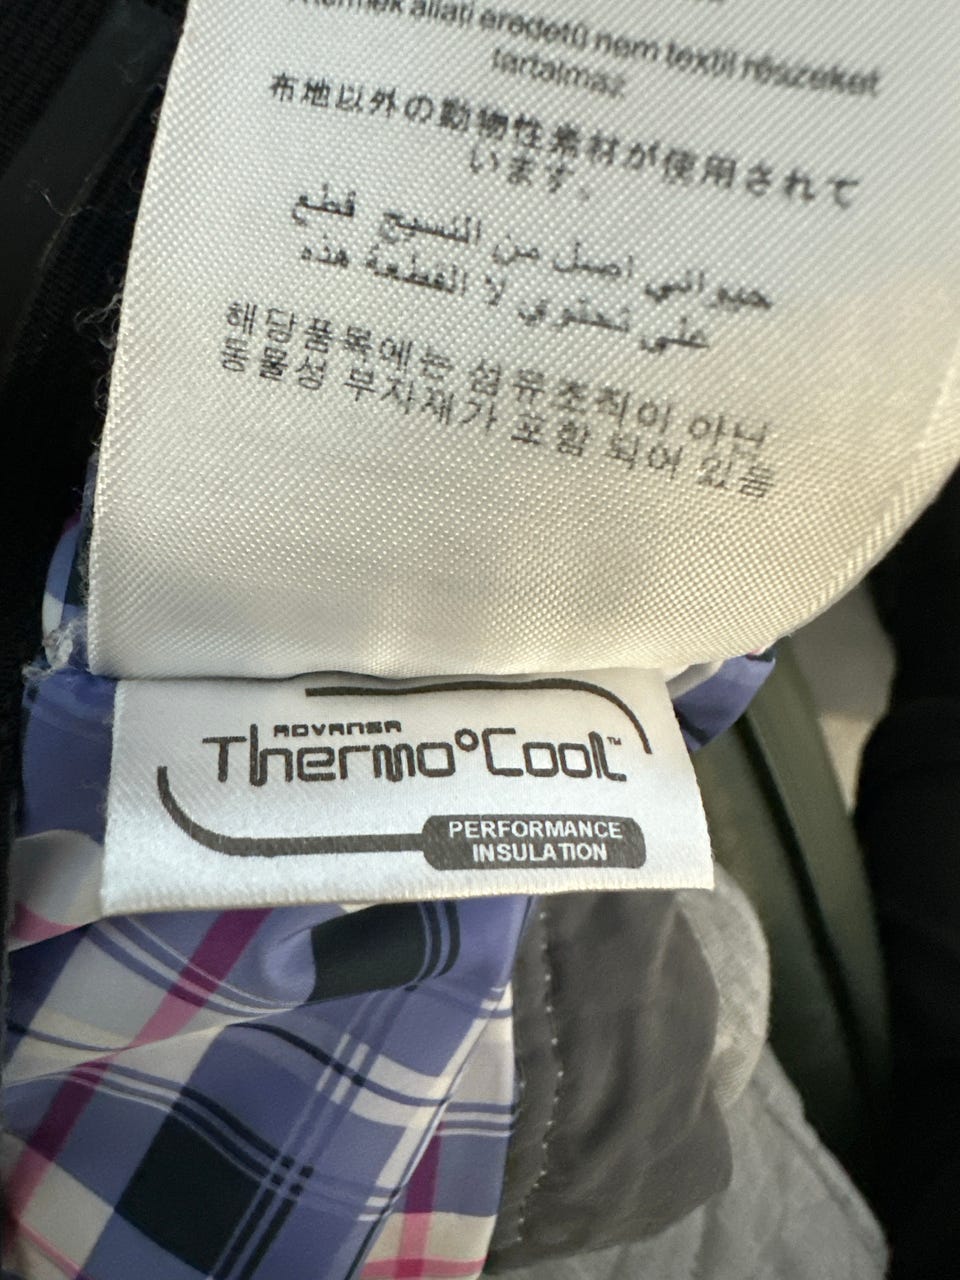 termék állati eredetű nem textil részeket
tartalmaz
布地以外の動物性素材が使用されて
います。
حيواني اصل من النسيج قطع
على تحتوي لا القطعة هذه
해당품목에는 섬유조직이 아닌
동물성 부자재가 포함 되어 있음
ADVANSA
Thermo°Cool™
PERFORMANCE
INSULATION